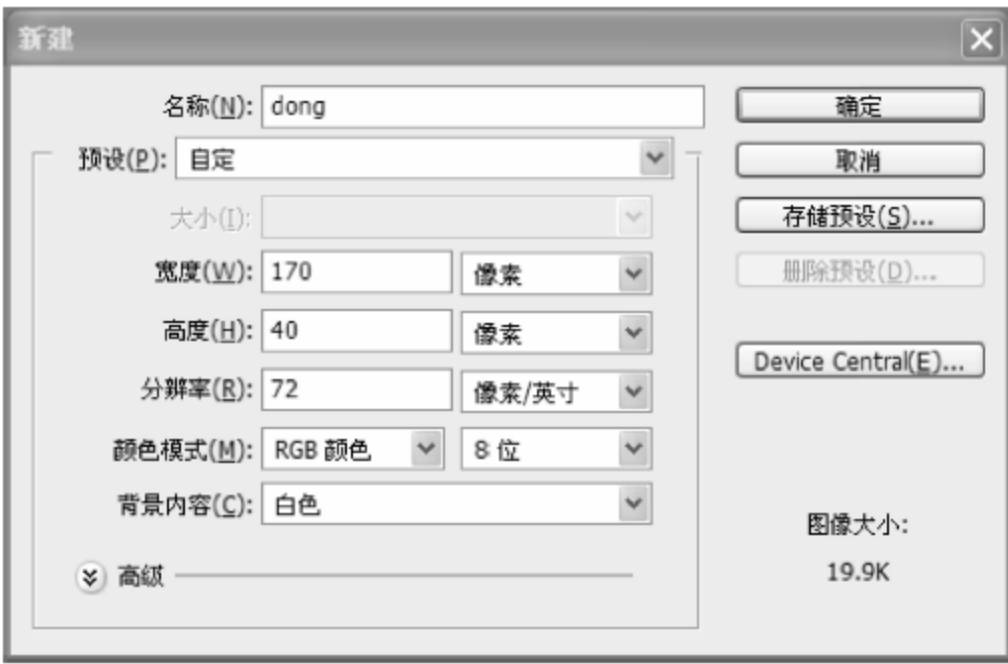 新建
名称(N): dong
确定
预设(P): 自定
取消
大小(I):
存储预设(S)...
宽度(W): 170 像素
删除预设(D)...
高度(H): 40 像素
Device Central(E)...
分辨率(R): 72 像素/英寸
颜色模式(M): RGB 颜色 8 位
背景内容(C): 白色
图像大小:
高级
19.9K